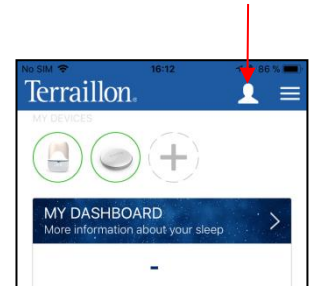 No SIM 16:12 86 %
Terraillon.
MY DEVICES
MY DASHBOARD
More information about your sleep
-